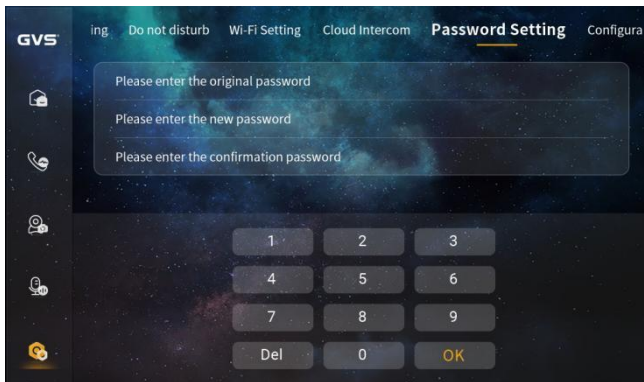 GVS
ing Do not disturb Wi-Fi Setting Cloud Intercom Password Setting Configura
Please enter the original password
Please enter the new password
Please enter the confirmation password
1 2 3
4 5 6
7 8 9
Del 0 OK